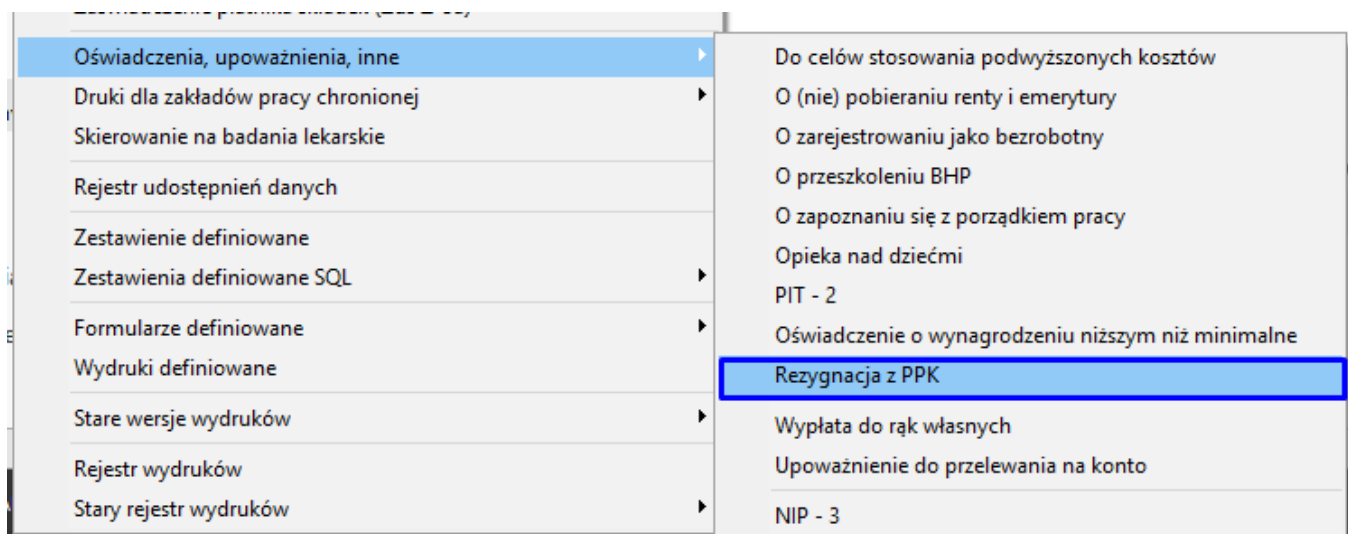 Oświadczenia, upoważnienia, inne
Druki dla zakładów pracy chronionej
Skierowanie na badania lekarskie
Rejestr udostępnień danych
Zestawienie definiowane
Zestawienia definiowane SQL
Formularze definiowane
Wydruki definiowane
Stare wersje wydruków
Rejestr wydruków
Stary rejestr wydruków
Do celów stosowania podwyższonych kosztów
O (nie) pobieraniu renty i emerytury
O zarejestrowaniu jako bezrobotny
O przeszkoleniu BHP
O zapoznaniu się z porządkiem pracy
Opieka nad dziećmi
PIT - 2
Oświadczenie o wynagrodzeniu niższym niż minimalne
Rezygnacja z PPK
Wypłata do rąk własnych
Upoważnienie do przelewania na konto
NIP - 3